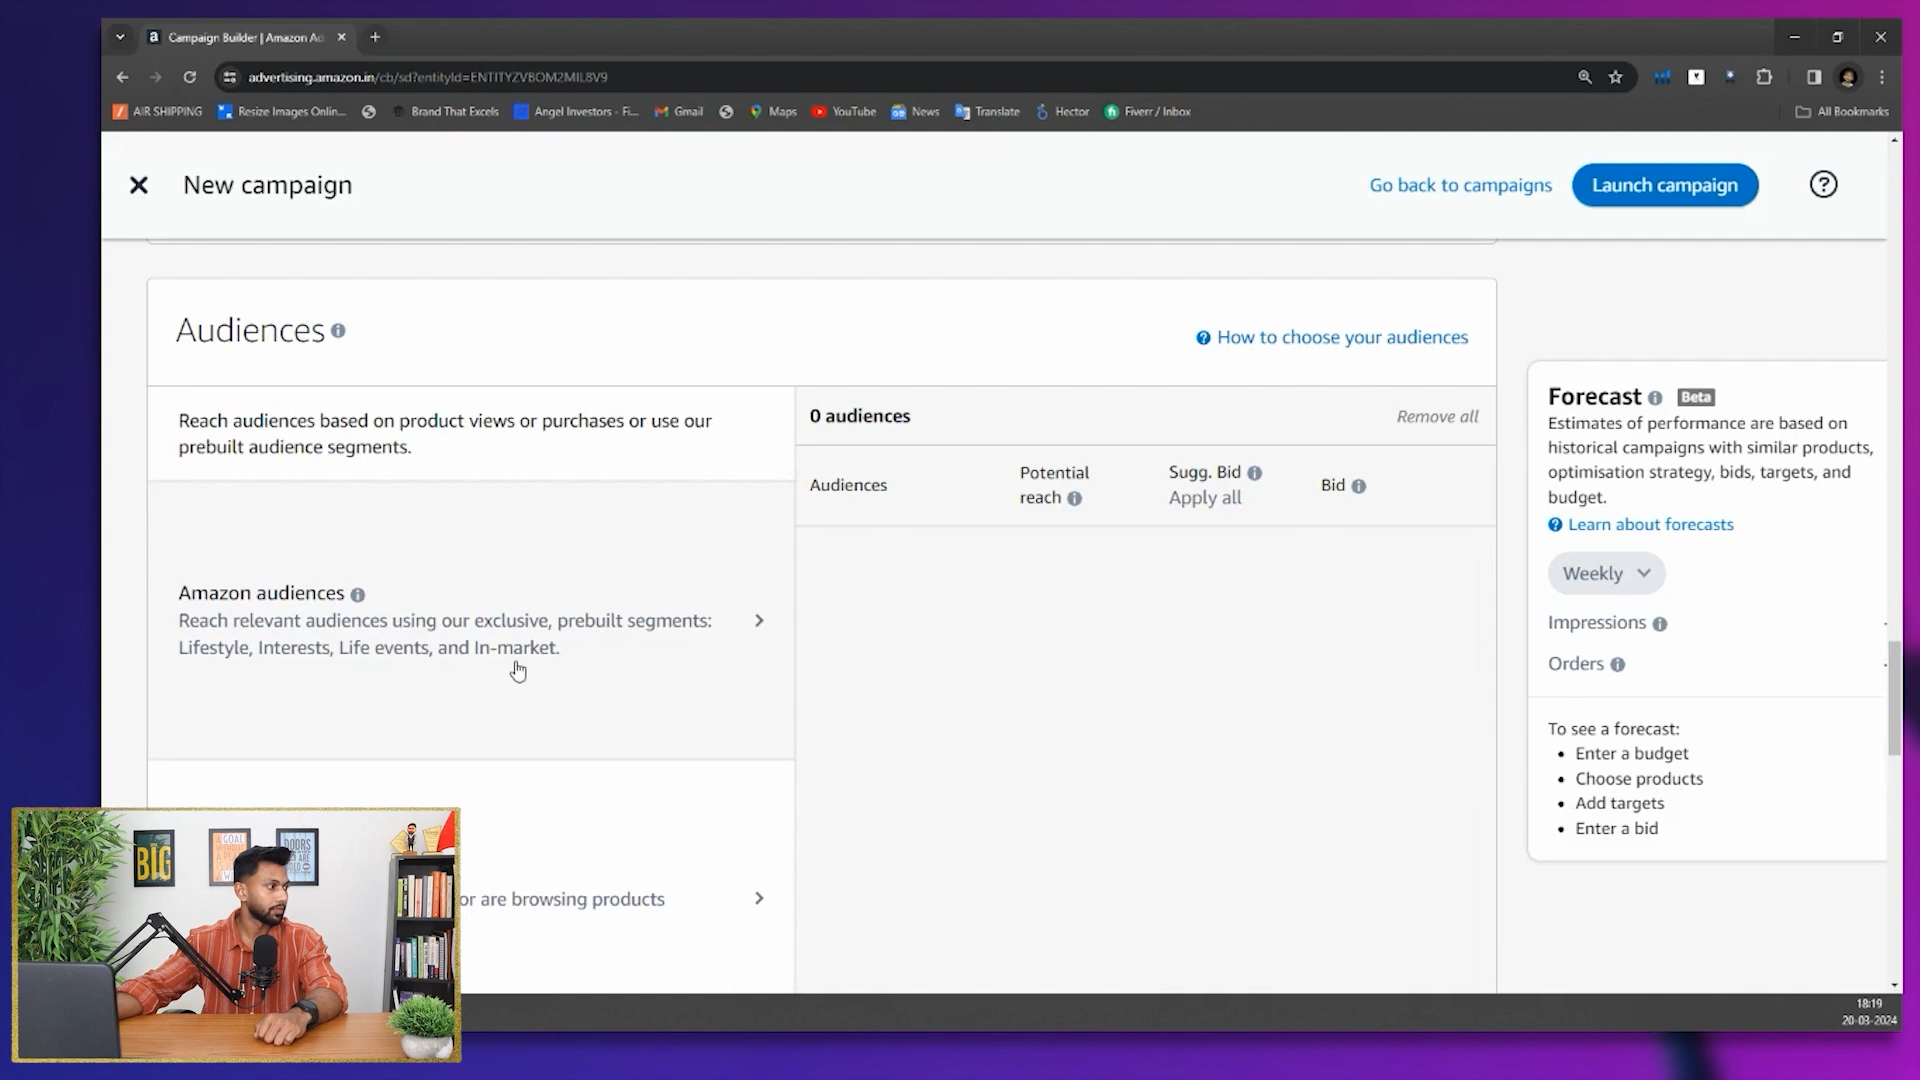 Campaign Builder | Amazon Ad
advertising.amazon.in/cb/sd?entityId=ENTITYZVBOM2MIL8V9
AIR SHIPPING
Resize Images Onlin...
Brand That Excels
Angel Investors - Fi...
Gmail
Maps
YouTube
News
Translate
Hector
Fiverr / Inbox
All Bookmarks
New campaign
Go back to campaigns
Launch campaign
Audiences
How to choose your audiences
Reach audiences based on product views or purchases or use our
prebuilt audience segments.
0 audiences
Remove all
Audiences
Potential
reach
Sugg. Bid
Apply all
Bid
Amazon audiences
Reach relevant audiences using our exclusive, prebuilt segments:
Lifestyle, Interests, Life events, and In-market.
or are browsing products
Forecast
Beta
Estimates of performance are based on
historical campaigns with similar products,
optimisation strategy, bids, targets, and
budget.
Learn about forecasts
Weekly
Impressions
Orders
To see a forecast:
• Enter a budget
• Choose products
• Add targets
• Enter a bid
BIG
A GOAL
WITHOUT
DOORS
ARE
18:19
20-03-2024